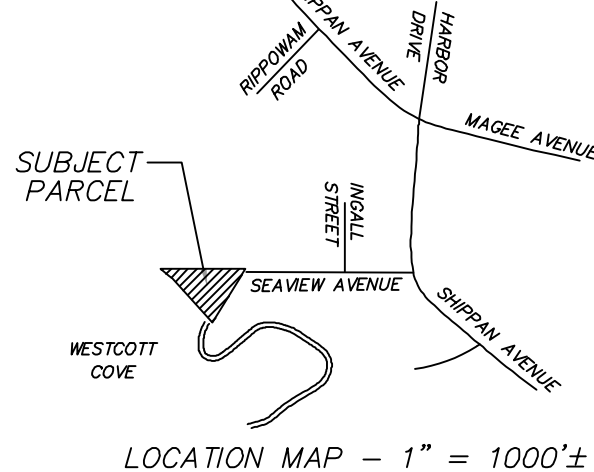 HARBOR
DRIVE
AVENUE
RIPPOWAM
ROAD
MAGEE AVENUE
SUBJECT
PARCEL
INGALL
STREET
SEAVIEW AVENUE
SHIPPAN AVENUE
WESTCOTT
COVE
LOCATION MAP - 1" = 1000'±